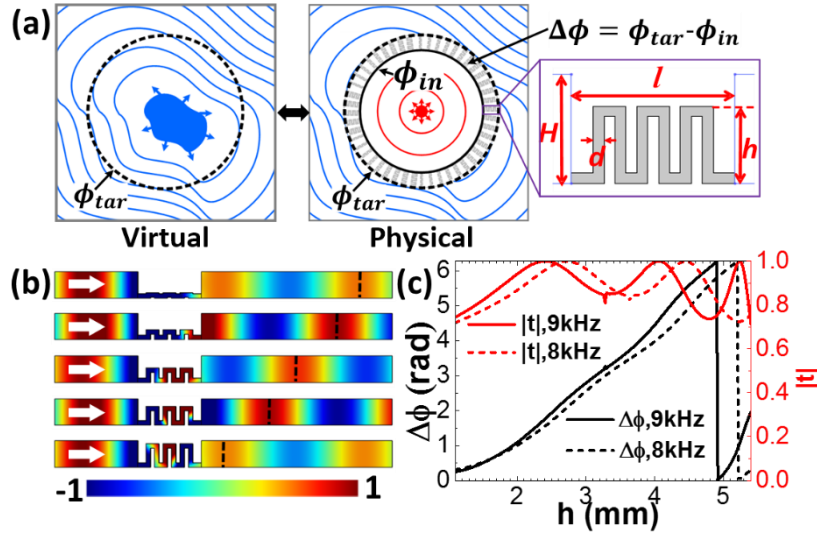 (a)
Δϕ = ϕtar-ϕin
ϕin
l
H
d
h
ϕtar
ϕtar
Virtual
Physical
(b)
-1
1
(c)
6
5
4
3
2
1
0
Δϕ (rad)
|t|,9kHz
|t|,8kHz
Δϕ,9kHz
Δϕ,8kHz
1.0
0.8
0.6
0.4
0.2
0.0
|t|
2
3
4
5
h (mm)